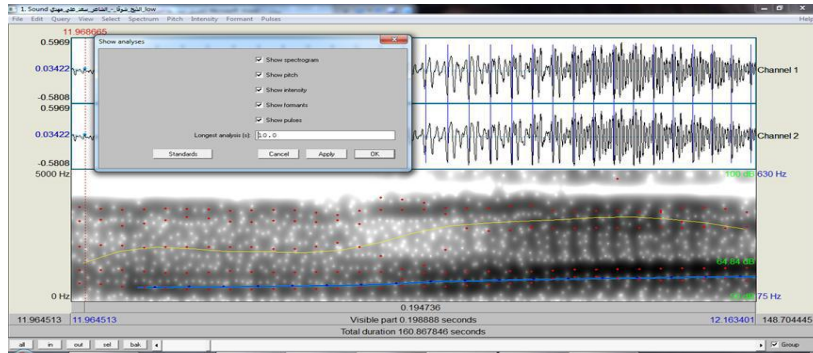 1. Sound الشيخ_شوقا_-_الشاعر_سعد_علي_مهدي_low
File Edit Query View Select Spectrum Pitch Intensity Formant Pulses Help
11.968665
Show analyses
0.5969
0.03422
-0.5808
0.5969
0.03422
-0.5808
Channel 1
Channel 2
Show spectrogram
Show pitch
Show intensity
Show formants
Show pulses
Longest analysis (s): 10.0
Standards Cancel Apply OK
5000 Hz 100 dB 630 Hz
64.84 dB
0 Hz 75 Hz
0.194736
11.964513 11.964513 Visible part 0.198888 seconds 12.163401 148.704445
Total duration 160.867846 seconds
all in out sel bak Group